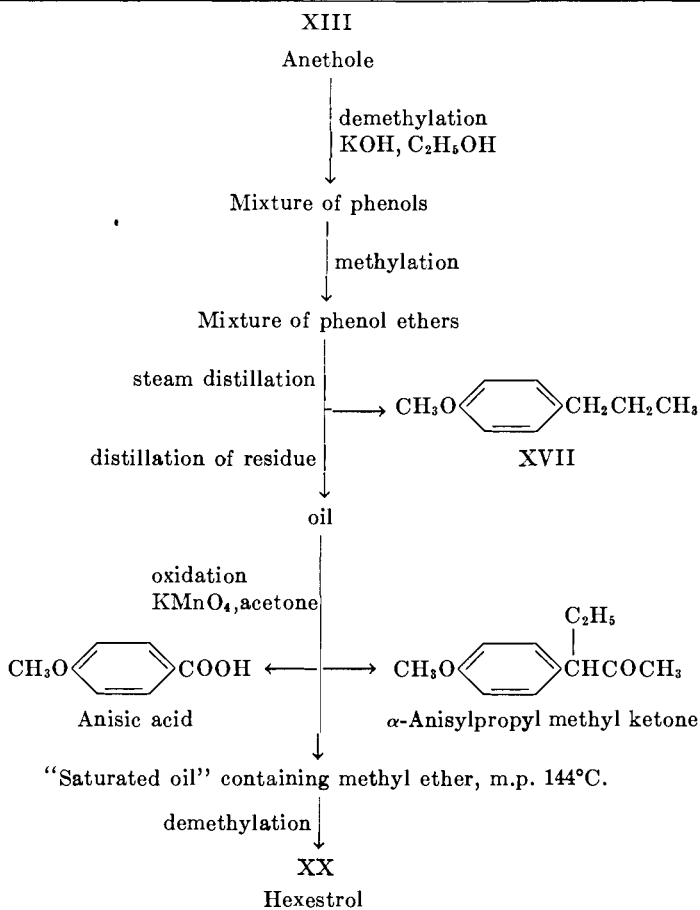 XIII
Anethole
demethylation
KOH, C₂H₅OH
Mixture of phenols
methylation
Mixture of phenol ethers
steam distillation
CH₃O CH₂CH₂CH₃
XVII
distillation of residue
oil
oxidation
KMnO₄, acetone
C₂H₅
CH₃O COOH
CH₃O CHCOCH₃
Anisic acid
α-Anisylpropyl methyl ketone
“Saturated oil” containing methyl ether, m.p. 144°C.
demethylation
XX
Hexestrol